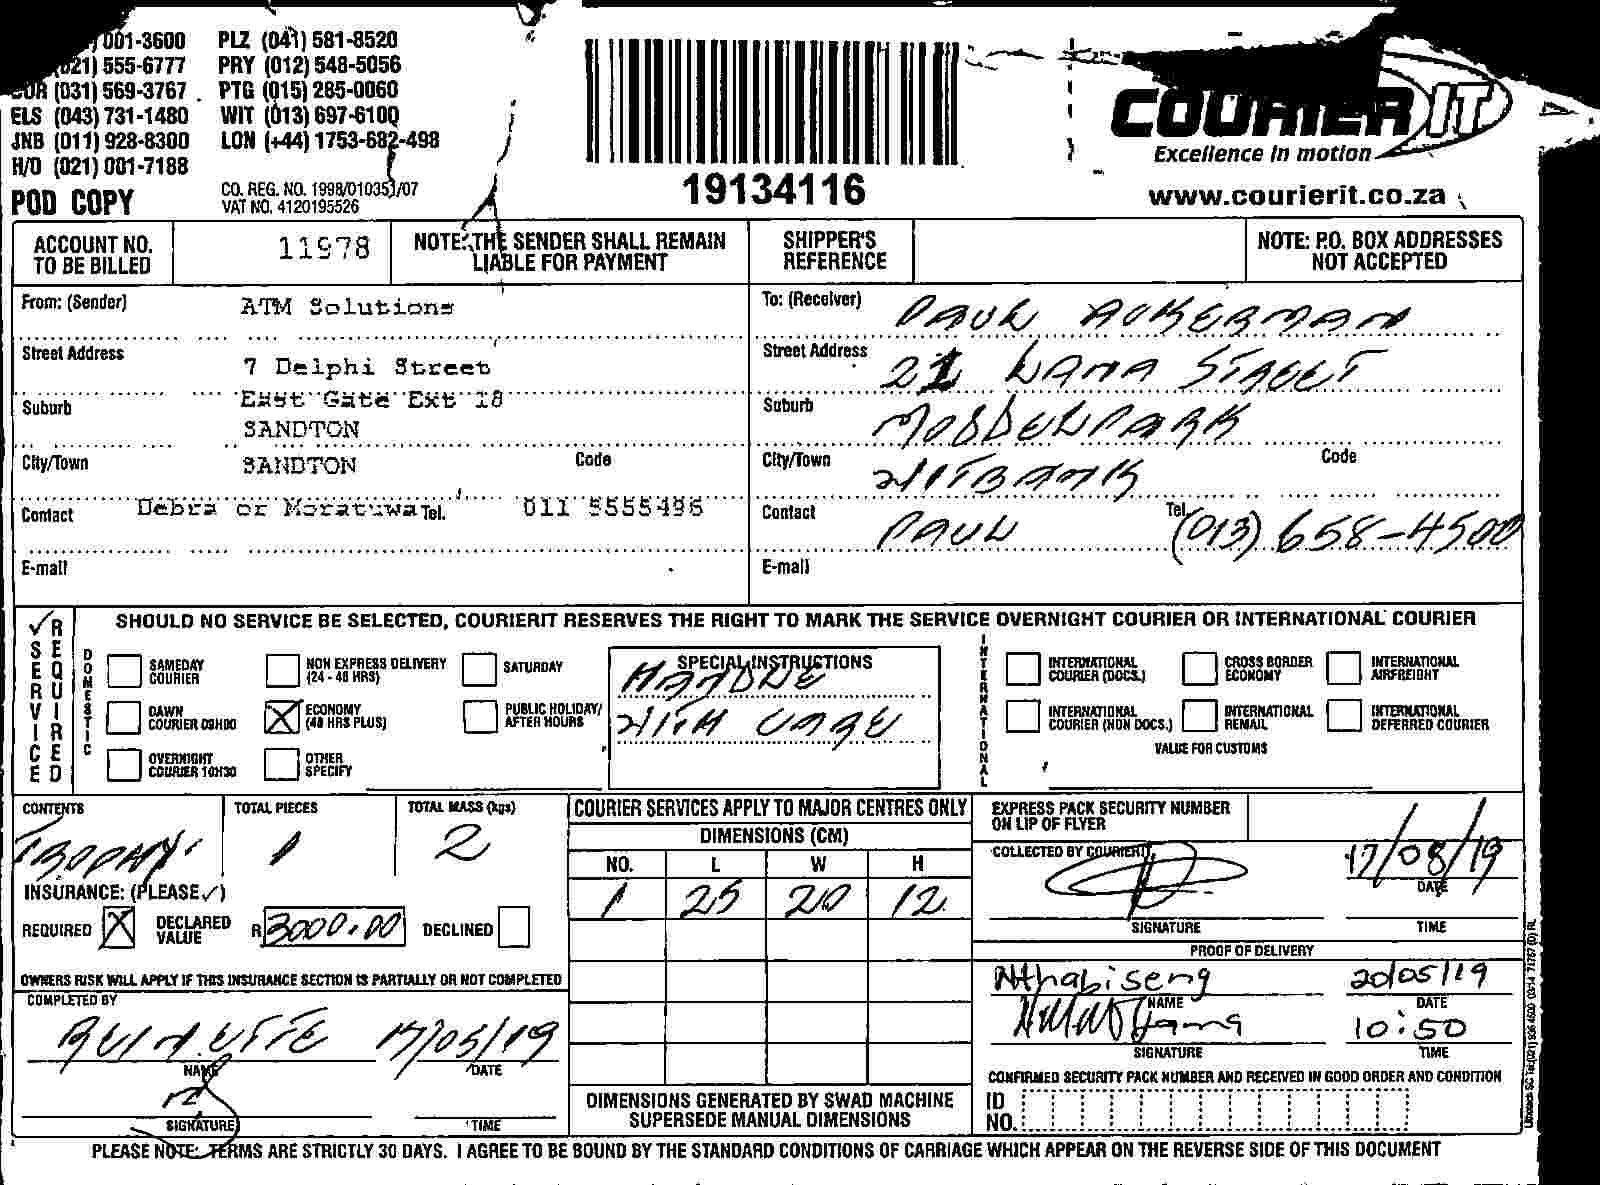 001-3600 PLZ (041) 581-8520
(021) 555-6777 PRY (012) 548-5056
DUR (031) 569-3767 PTG (015) 285-0060
ELS (043) 731-1480 WIT (013) 697-6100
JNB (011) 928-8300 LON (+44) 1753-682-498
H/O (021) 001-7188
POD COPY
CO. REG. NO. 1998/010351/07
VAT NO. 4120195526
19134116
COURIER IT
Excellence in motion
www.courierit.co.za
ACCOUNT NO. TO BE BILLED
11978
NOTE: THE SENDER SHALL REMAIN LIABLE FOR PAYMENT
SHIPPER'S REFERENCE
NOTE: P.O. BOX ADDRESSES NOT ACCEPTED
From: (Sender) ATM Solutions
Street Address 7 Delphi Street
Suburb East Gate Ext 18
SANDTON
City/Town SANDTON Code
Contact Debra or Moratuwa Tel. 011 5555495
E-mail
To: (Receiver) PAUL ACKERMAN
Street Address 21 LAMA STREET
Suburb MODDELPARK
City/Town WITBANK Code
Contact PAUL Tel. (013) 658-4500
E-mail
✓ SERVICE REQUIRED
SHOULD NO SERVICE BE SELECTED, COURIERIT RESERVES THE RIGHT TO MARK THE SERVICE OVERNIGHT COURIER OR INTERNATIONAL COURIER
DOMESTIC
SAMEDAY COURIER
NON EXPRESS DELIVERY (24 - 48 HRS)
SATURDAY
DAWN COURIER 09H00
ECONOMY (48 HRS PLUS)
PUBLIC HOLIDAY/ AFTER HOURS
OVERNIGHT COURIER 10H30
OTHER SPECIFY
SPECIAL INSTRUCTIONS
HANDLE
WITH CARE
INTERNATIONAL
INTERNATIONAL COURIER (DOCS.)
CROSS BORDER ECONOMY
INTERNATIONAL AIRFREIGHT
INTERNATIONAL COURIER (NON DOCS.)
INTERNATIONAL REMAIL
INTERNATIONAL DEFERRED COURIER
VALUE FOR CUSTOMS
CONTENTS TROPHY
TOTAL PIECES 1
TOTAL MASS (kgs) 2
INSURANCE: (PLEASE ✓)
REQUIRED X DECLARED VALUE R 3000.00 DECLINED
OWNERS RISK WILL APPLY IF THIS INSURANCE SECTION IS PARTIALLY OR NOT COMPLETED
COMPLETED BY
17/05/19
NAME DATE
SIGNATURE TIME
COURIER SERVICES APPLY TO MAJOR CENTRES ONLY
DIMENSIONS (CM)
NO. L W H
1 25 20 12
DIMENSIONS GENERATED BY SWAD MACHINE SUPERSEDE MANUAL DIMENSIONS
EXPRESS PACK SECURITY NUMBER ON LIP OF FLYER
COLLECTED BY COURIERIT
17/08/19
DATE
SIGNATURE TIME
PROOF OF DELIVERY
Nthabiseng 20/05/19
NAME DATE
10:50
SIGNATURE TIME
CONFIRMED SECURITY PACK NUMBER AND RECEIVED IN GOOD ORDER AND CONDITION
ID NO.
PLEASE NOTE: TERMS ARE STRICTLY 30 DAYS. I AGREE TO BE BOUND BY THE STANDARD CONDITIONS OF CARRIAGE WHICH APPEAR ON THE REVERSE SIDE OF THIS DOCUMENT